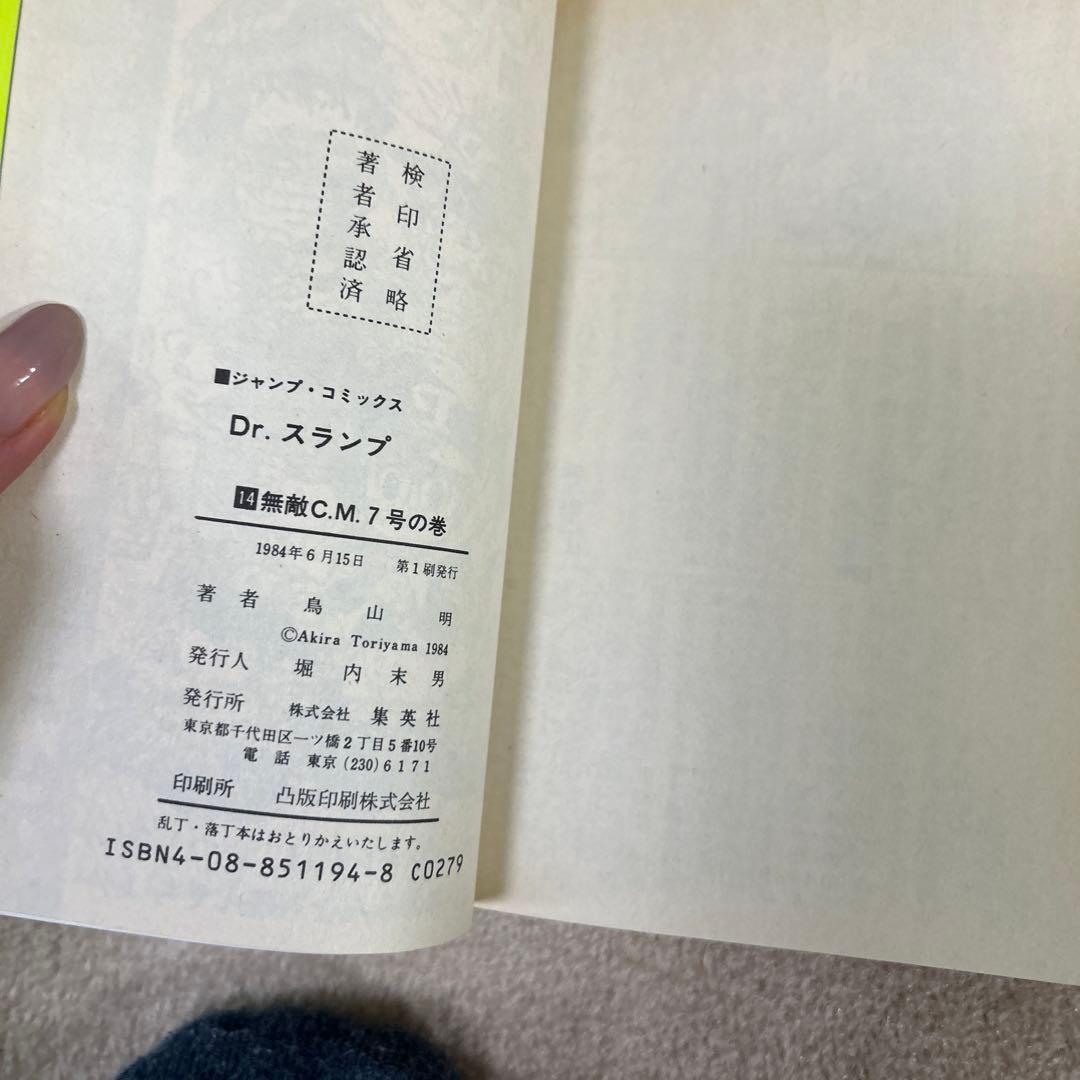 検印省略
著者承認済
■ジャンプ・コミックス
Dr. スランプ
14 無敵C.M.7号の巻
1984年6月15日 第1刷発行
著者 鳥山明
©Akira Toriyama 1984
発行人 堀内末男
発行所 株式会社 集英社
東京都千代田区一ツ橋2丁目5番10号
電話 東京(230)6171
印刷所 凸版印刷株式会社
乱丁・落丁本はおとりかえいたします。
ISBN4-08-851194-8 C0279